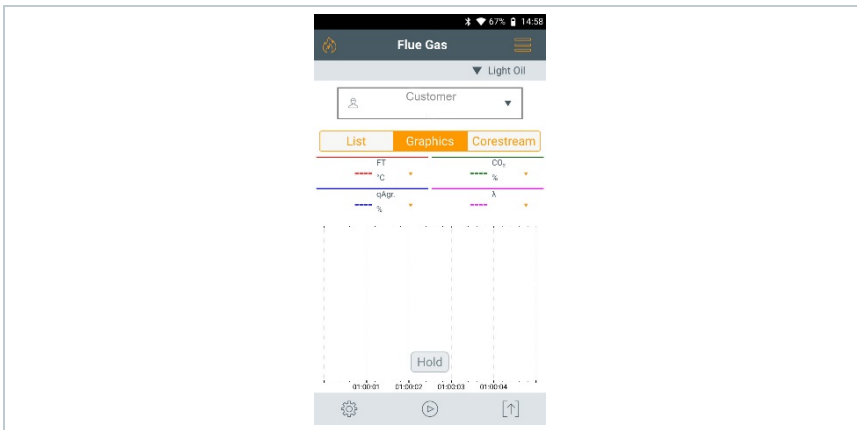 67% 14:58
Flue Gas
Light Oil
Customer
List Graphics Corestream
FT CO₂
---- °C ---- %
qAgr. λ
---- % ----
Hold
01:00:01 01:00:02 01:00:03 01:00:04